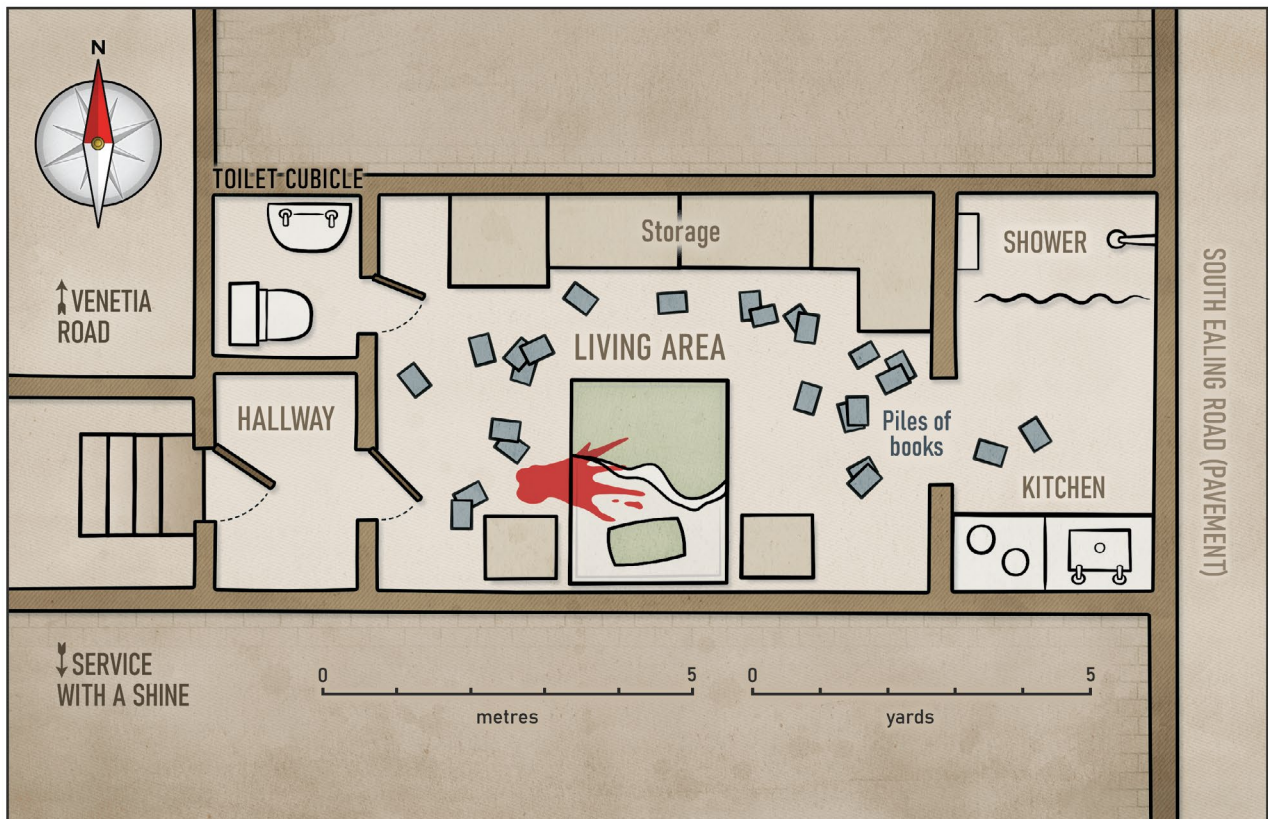 N
TOILET CUBICLE
Storage
SHOWER
VENETIA
ROAD
LIVING AREA
SOUTH EALING ROAD (PAVEMENT)
HALLWAY
Piles of
books
KITCHEN
SERVICE
WITH A SHINE
0 5
metres
0 5
yards